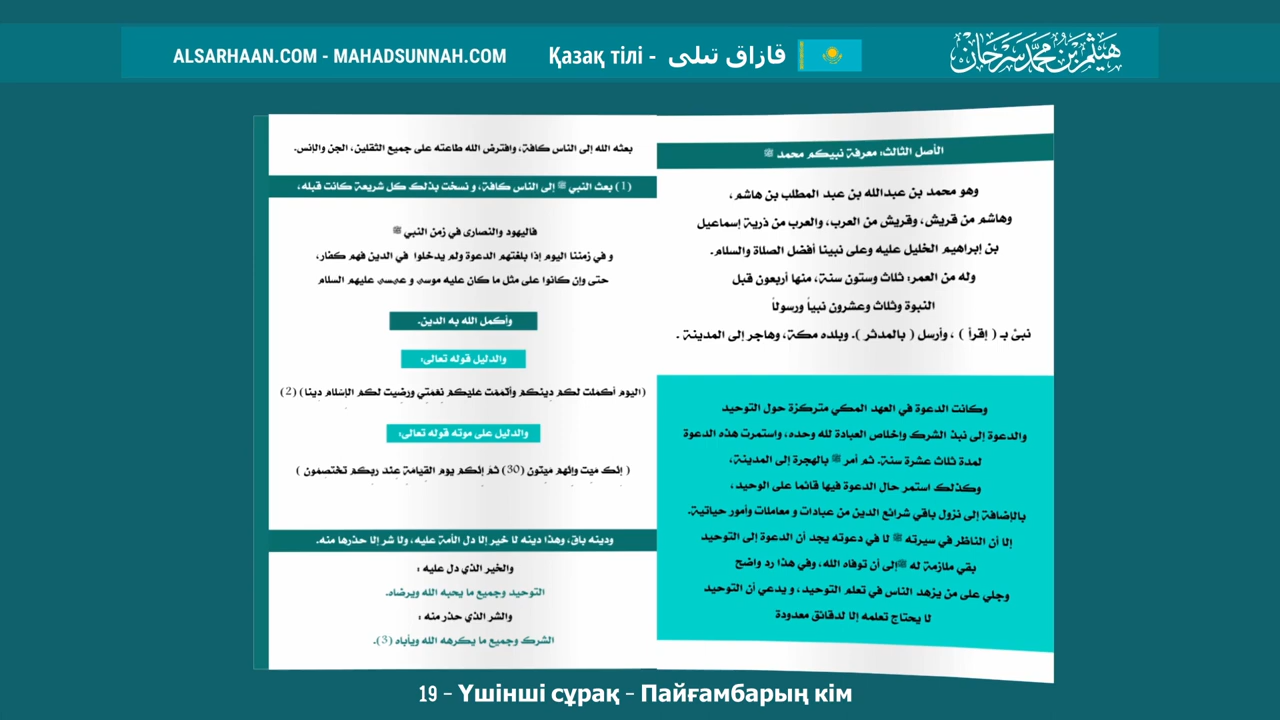 ALSARHAAN.COM - MAHADSUNNAH.COM
Қазақ тілі - قازاق تىلى
هيثم بن محمد سرحان
الأصل الثالث: معرفة نبيكم محمد ﷺ
وهو محمد بن عبدالله بن عبد المطلب بن هاشم،
وهاشم من قريش، وقريش من العرب، والعرب من ذرية إسماعيل
بن إبراهيم الخليل عليه وعلى نبينا أفضل الصلاة والسلام.
وله من العمر: ثلاث وستون سنة، منها أربعون قبل
النبوة وثلاث وعشرون نبياً ورسولاً
نبئ بـ ( إقرأ ) ، وأرسل ( بالمدثر ). وبلده مكة، وهاجر إلى المدينة .
وكانت الدعوة في العهد المكي متركزة حول التوحيد
والدعوة إلى نبذ الشرك وإخلاص العبادة لله وحده، واستمرت هذه الدعوة
لمدة ثلاث عشرة سنة. ثم أمر ﷺ بالهجرة إلى المدينة،
وكذلك استمر حال الدعوة فيها قائما على الوحيد،
بالإضافة إلى نزول باقي شرائع الدين من عبادات و معاملات وأمور حياتية.
إلا أن الناظر في سيرته ﷺ لا في دعوته يجد أن الدعوة إلى التوحيد
بقي ملازمة له ﷺإلى أن توفاه الله، وفي هذا رد واضح
وجلي على من يزهد الناس في تعلم التوحيد، و يدعي أن التوحيد
لا يحتاج تعلمه إلا لدقائق معدودة
بعثه الله إلى الناس كافة، وافترض الله طاعته على جميع الثقلين، الجن والإنس.
(1) بعث النبي ﷺ إلى الناس كافة، و نسخت بذلك كل شريعة كانت قبله،
فاليهود والنصارى في زمن النبي ﷺ
و في زمننا اليوم إذا بلغتهم الدعوة ولم يدخلوا في الدين فهم كفار،
حتى وإن كانوا على مثل ما كان عليه موسى و عيسى عليهم السلام
وأكمل الله به الدين.
والدليل قوله تعالى:
(اليوم أكملت لكم دينكم وأتممت عليكم نعمتي ورضيت لكم الإسلام دينا) (2)
والدليل على موته قوله تعالى:
( إنك ميت وإنهم ميتون (30) ثم إنكم يوم القيامة عند ربكم تختصمون )
ودينه باق، وهذا دينه لا خير إلا دل الأمة عليه، ولا شر إلا حذرها منه.
والخير الذي دل عليه :
التوحيد وجميع ما يحبه الله ويرضاه.
والشر الذي حذر منه :
الشرك وجميع ما يكرهه الله ويأباه (3).
19 - Үшінші сұрақ - Пайғамбарың кім